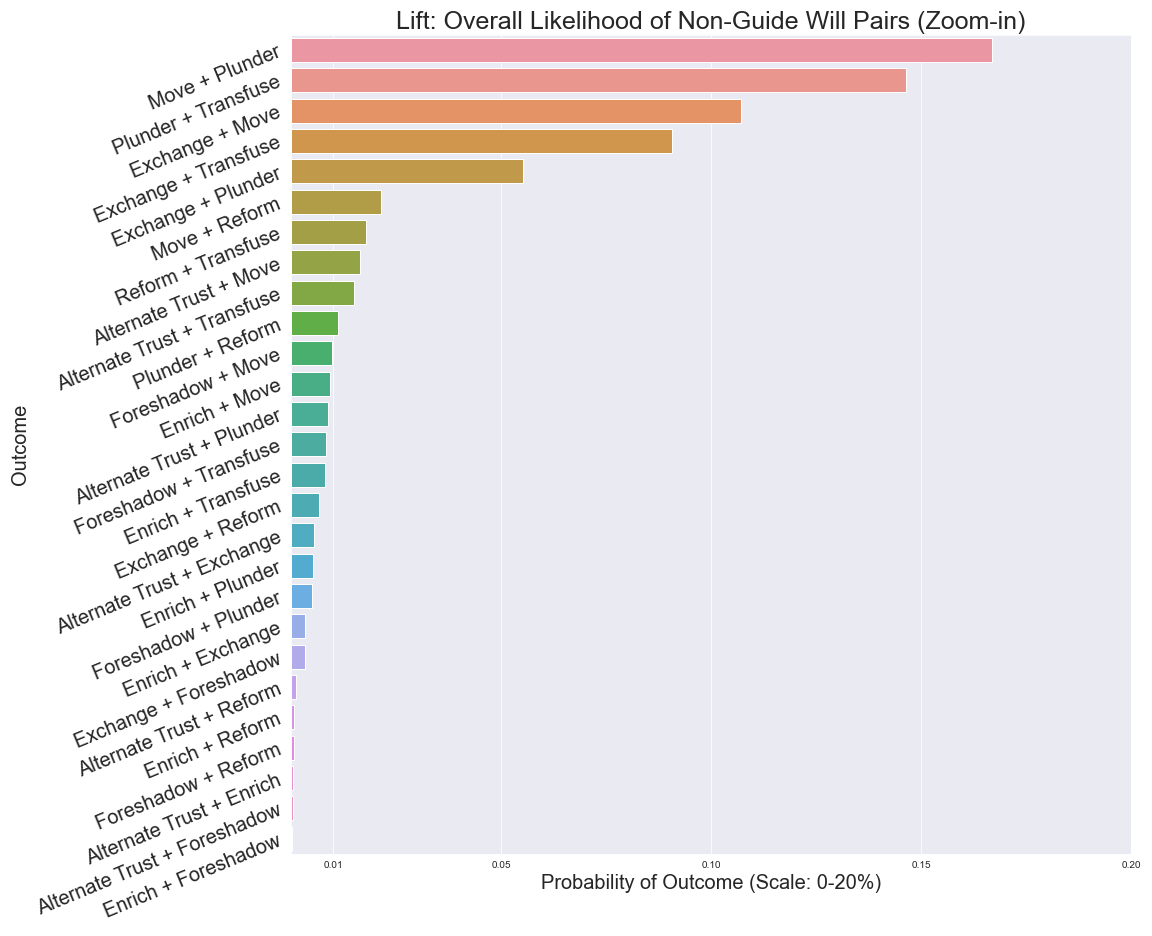 Lift: Overall Likelihood of Non-Guide Will Pairs (Zoom-in)
Move + Plunder
Plunder + Transfuse
Exchange + Move
Exchange + Transfuse
Exchange + Plunder
Move + Reform
Reform + Transfuse
Alternate Trust + Move
Alternate Trust + Transfuse
Plunder + Reform
Foreshadow + Move
Enrich + Move
Alternate Trust + Plunder
Foreshadow + Transfuse
Enrich + Transfuse
Exchange + Reform
Alternate Trust + Exchange
Enrich + Plunder
Foreshadow + Plunder
Enrich + Exchange
Exchange + Foreshadow
Alternate Trust + Reform
Enrich + Reform
Foreshadow + Reform
Alternate Trust + Enrich
Alternate Trust + Foreshadow
Enrich + Foreshadow
Outcome
0.01 0.05 0.10 0.15 0.20
Probability of Outcome (Scale: 0-20%)